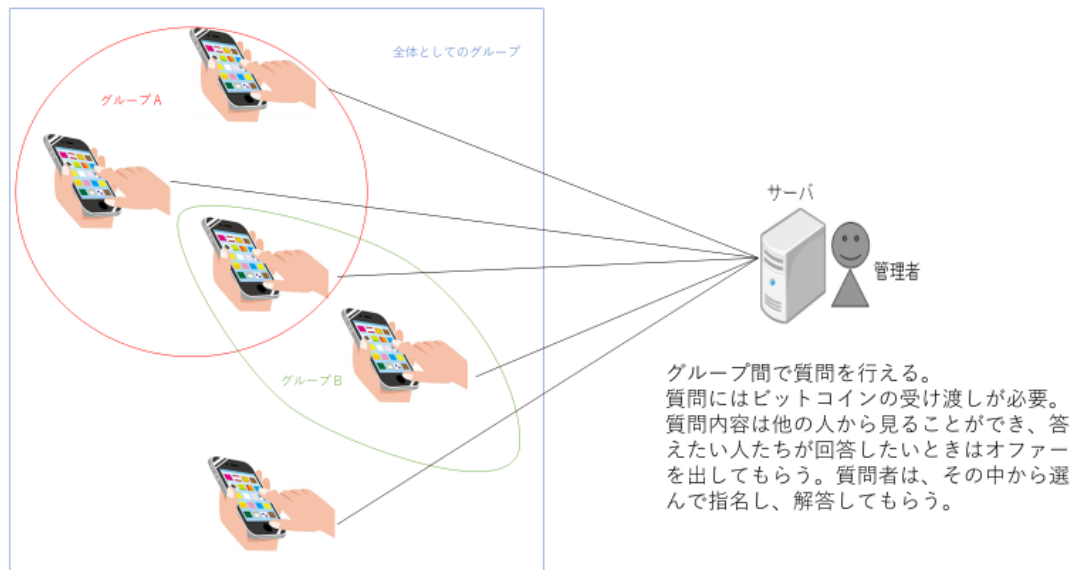 全体としてのグループ
グループA
サーバ
管理者
グループB
グループ間で質問を行える。
質問にはビットコインの受け渡しが必要。
質問内容は他の人から見ることができ、答
えたい人たちが回答したいときはオファー
を出してもらう。質問者は、その中から選
んで指名し、解答してもらう。